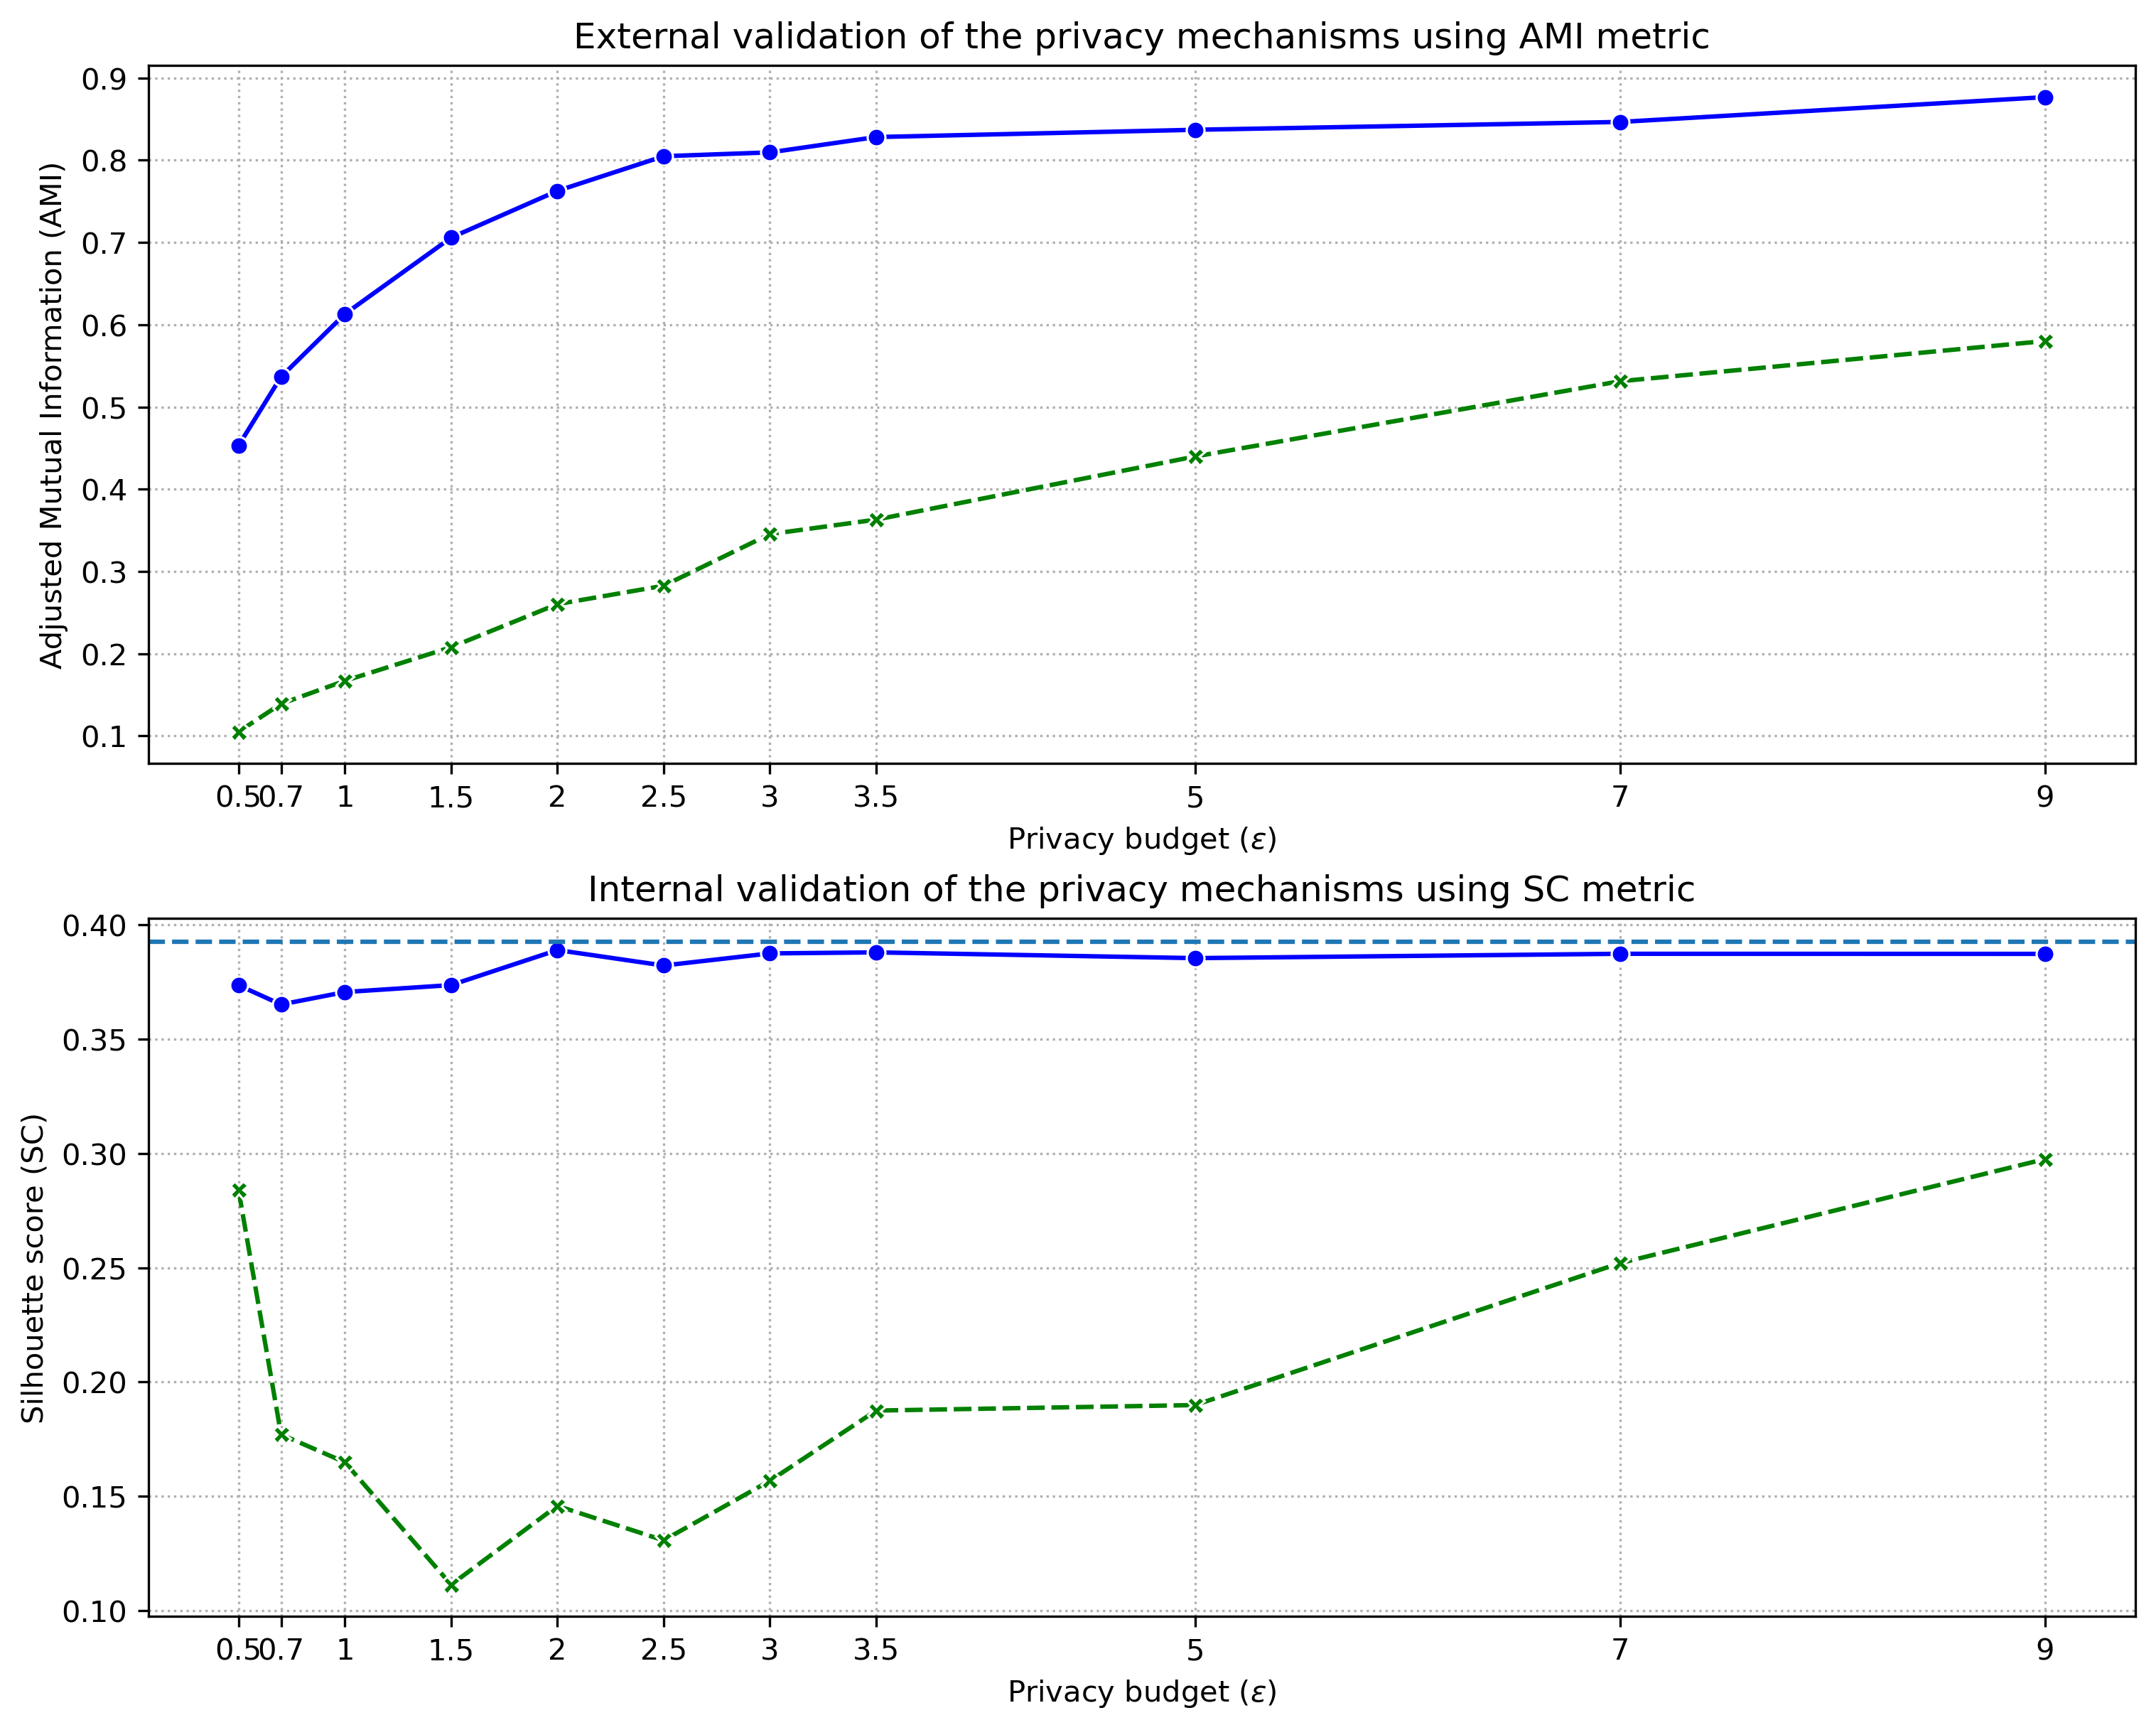 External validation of the privacy mechanisms using AMI metric
Adjusted Mutual Information (AMI)
0.9
0.8
0.7
0.6
0.5
0.4
0.3
0.2
0.1
0.5 0.7 1 1.5 2 2.5 3 3.5 5 7 9
Privacy budget (ε)
Internal validation of the privacy mechanisms using SC metric
Silhouette score (SC)
0.40
0.35
0.30
0.25
0.20
0.15
0.10
0.5 0.7 1 1.5 2 2.5 3 3.5 5 7 9
Privacy budget (ε)